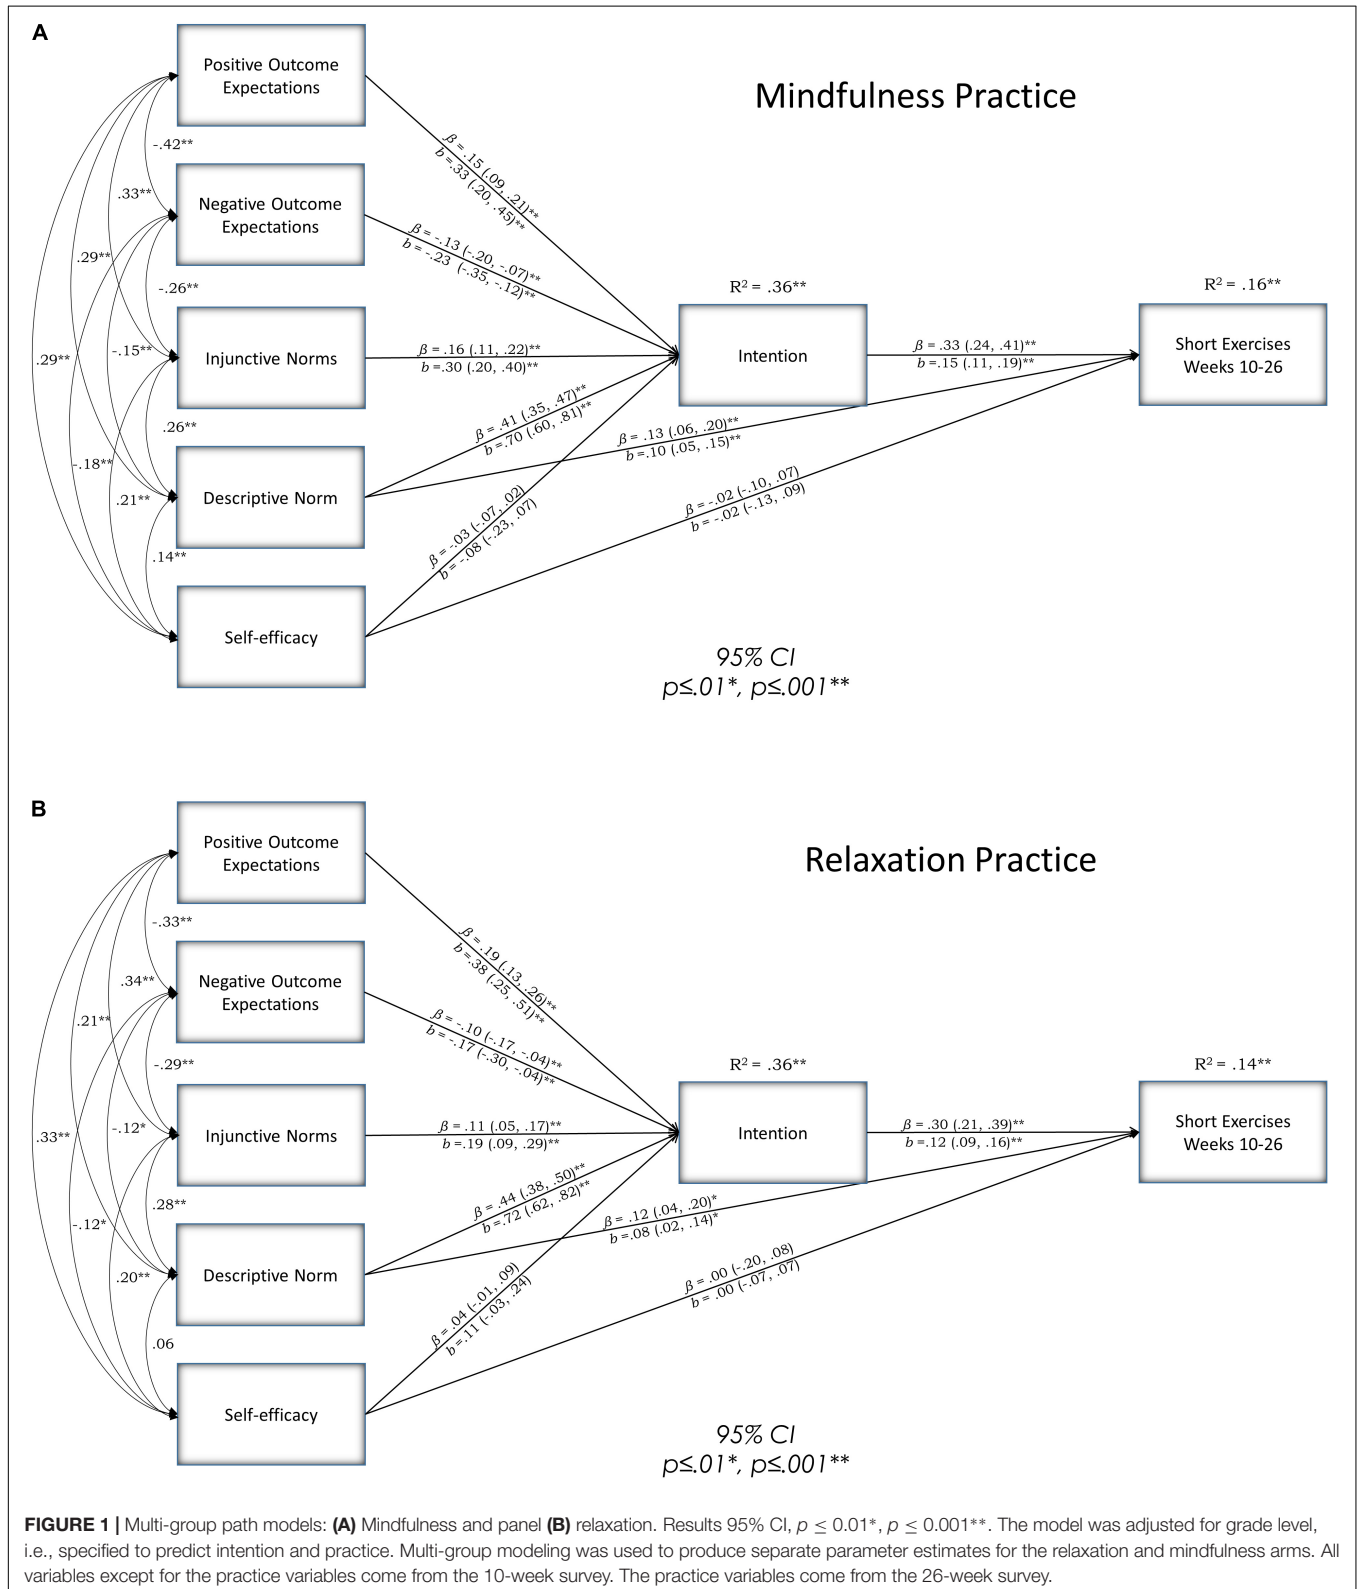 A
Positive Outcome
Expectations
Mindfulness Practice
-.42**
β = .15 (.09, .21)**
b =.33 (.20, .45)**
.33**
Negative Outcome
Expectations
β = -.13 (-.20, -.07)**
b = -.23 (-.35, -.12)**
.29**
-.26**
R² = .36**
R² = .16**
.29**
-.15**
Injunctive Norms
β = .16 (.11, .22)**
b =.30 (.20, .40)**
Intention
β = .33 (.24, .41)**
b =.15 (.11, .19)**
Short Exercises
Weeks 10-26
.26**
β = .41 (.35, .47)**
b =.70 (.60, .81)**
β = .13 (.06, .20)**
b =.10 (.05, .15)**
-.18**
.21**
Descriptive Norm
β = -.02 (-.10, .07)
b = -.02 (-.13, .09)
β = -.03 (-.07, .02)
b = -.08 (-.23, .07)
.14**
Self-efficacy
95% CI
p≤.01*, p≤.001**
B
Positive Outcome
Expectations
Relaxation Practice
-.33**
β = .19 (.13, .26)**
b =.38 (.25, .51)**
.34**
Negative Outcome
Expectations
.21**
β = -.10 (-.17, -.04)**
b = -.17 (-.30, -.04)**
-.29**
R² = .36**
R² = .14**
.33**
-.12*
Injunctive Norms
β = .11 (.05, .17)**
b =.19 (.09, .29)**
Intention
β = .30 (.21, .39)**
b =.12 (.09, .16)**
Short Exercises
Weeks 10-26
.28**
β = .44 (.38, .50)**
b =.72 (.62, .82)**
β = .12 (.04, .20)*
b =.08 (.02, .14)*
-.12*
.20**
Descriptive Norm
β = .00 (-.20, .08)
b = .00 (-.07, .07)
β = .04 (-.01, .09)
b =.11 (-.03, .24)
.06
Self-efficacy
95% CI
p≤.01*, p≤.001**
FIGURE 1 | Multi-group path models: (A) Mindfulness and panel (B) relaxation. Results 95% CI, p ≤ 0.01*, p ≤ 0.001**. The model was adjusted for grade level,
i.e., specified to predict intention and practice. Multi-group modeling was used to produce separate parameter estimates for the relaxation and mindfulness arms. All
variables except for the practice variables come from the 10-week survey. The practice variables come from the 26-week survey.